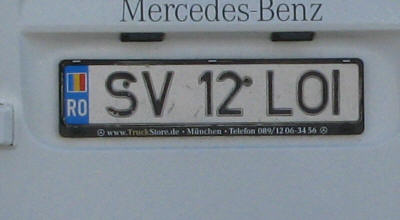 Mercedes-Benz
RO SV 12 LOI
www.TruckStore.de • München • Telefon 089/12 06-34 56